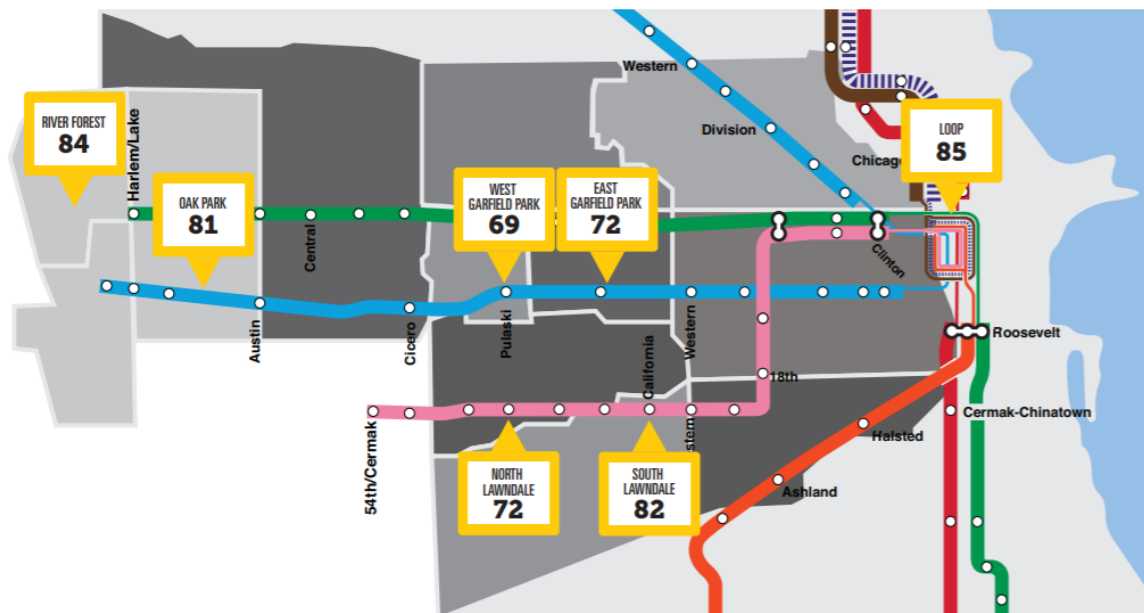 Western
RIVER FOREST
84
Harlem/Lake
Division
LOOP
85
Chicago
OAK PARK
81
WEST
GARFIELD PARK
69
EAST
GARFIELD PARK
72
Central
Clinton
Austin
Cicero
Pulaski
Western
Roosevelt
California
18th
Cermak-Chinatown
54th/Cermak
Halsted
NORTH
LAWNDALE
72
SOUTH
LAWNDALE
82
Ashland